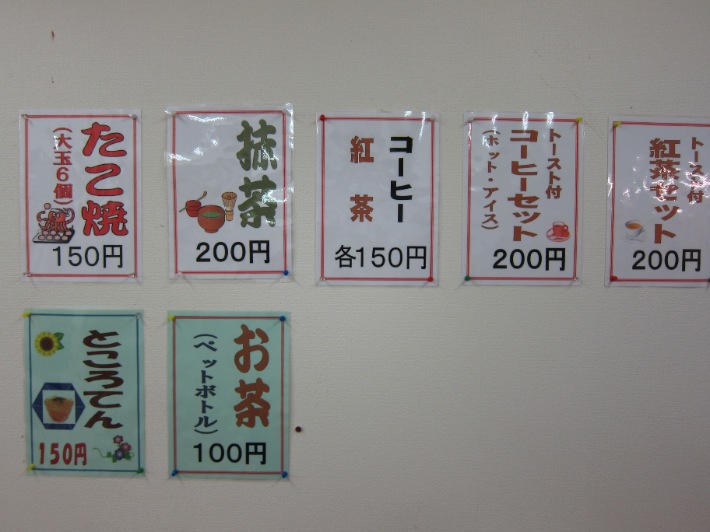 たこ焼
（大玉６個）
150円
抹茶
200円
コーヒー
紅茶
各150円
トースト付
コーヒーセット
（ホット・アイス）
200円
トースト付
紅茶セット
200円
ところてん
150円
お茶
（ペットボトル）
100円